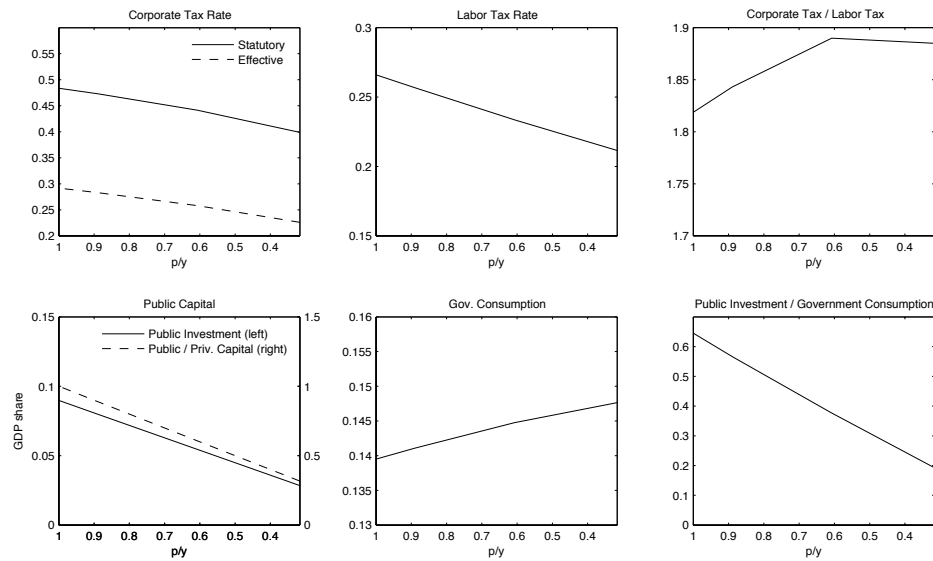 Corporate Tax Rate
0.55
0.5
0.45
0.4
0.35
0.3
0.25
0.2
Statutory
Effective
1 0.9 0.8 0.7 0.6 0.5 0.4
p/y
Labor Tax Rate
0.3
0.25
0.2
0.15
1 0.9 0.8 0.7 0.6 0.5 0.4
p/y
Corporate Tax / Labor Tax
1.9
1.85
1.8
1.75
1.7
1 0.9 0.8 0.7 0.6 0.5 0.4
p/y
Public Capital
GDP share
0.15
0.1
0.05
0
Public Investment (left)
Public / Priv. Capital (right)
1.5
1
0.5
0
1 0.9 0.8 0.7 0.6 0.5 0.4
p/y
Gov. Consumption
0.16
0.155
0.15
0.145
0.14
0.135
0.13
1 0.9 0.8 0.7 0.6 0.5 0.4
p/y
Public Investment / Government Consumption
0.6
0.5
0.4
0.3
0.2
0.1
0
1 0.9 0.8 0.7 0.6 0.5 0.4
p/y